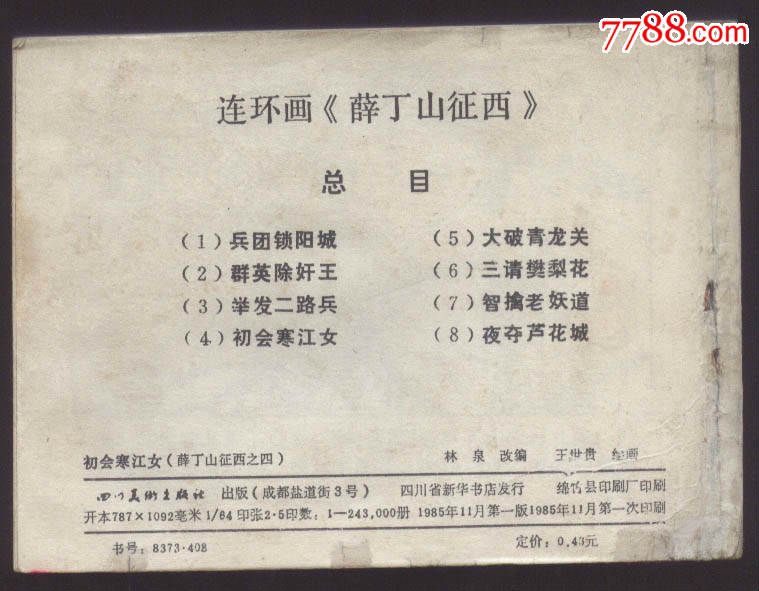 7788.com
连环画《薛丁山征西》
总 目
(1) 兵团锁阳城
(2) 群英除奸王
(3) 举发二路兵
(4) 初会寒江女
(5) 大破青龙关
(6) 三请樊梨花
(7) 智擒老妖道
(8) 夜夺芦花城
初会寒江女(薛丁山征西之四) 林泉 改编 王世贵 绘画
四川美术出版社 出版(成都盐道街3号) 四川省新华书店发行 绵竹县印刷厂印刷
开本787×1092毫米 1/64 印张2·5 印数: 1—243,000册 1985年11月第一版 1985年11月第一次印刷
书号: 8373·408 定价: 0.43元